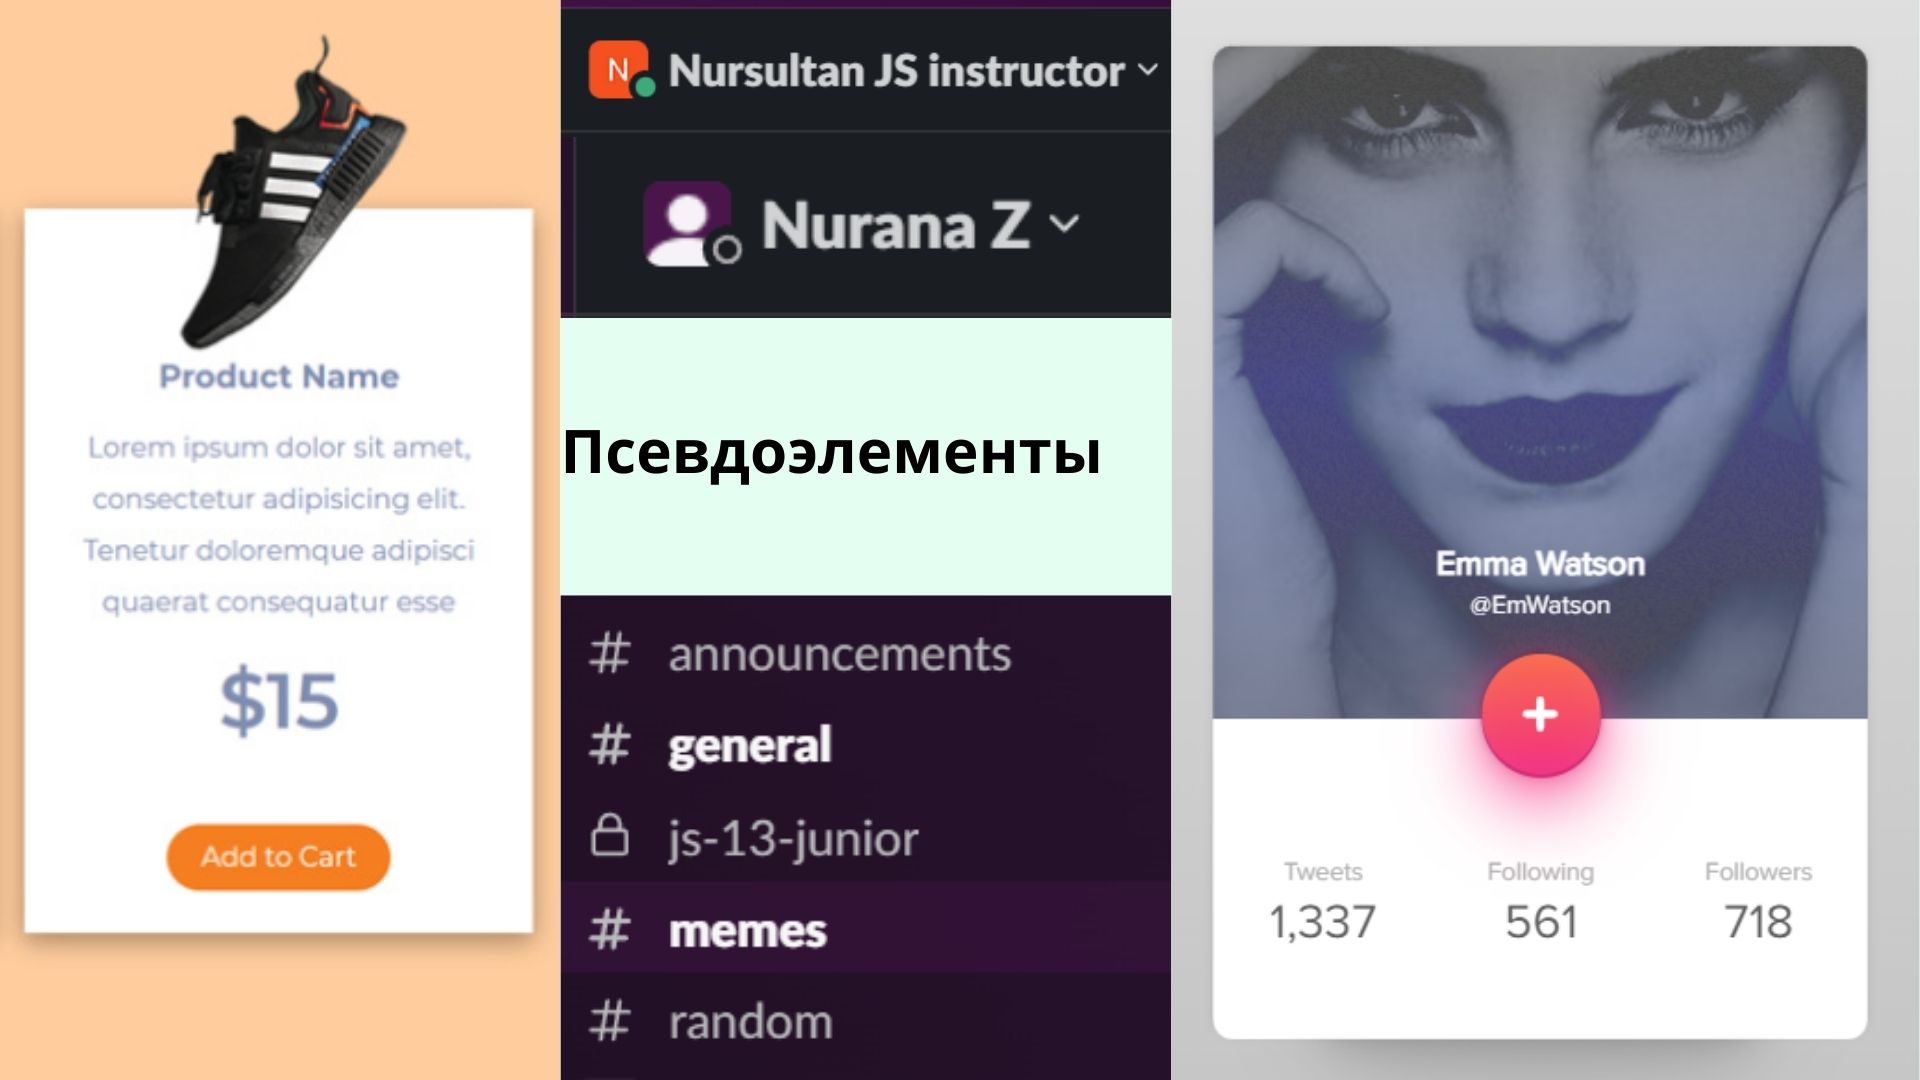 Product Name
Lorem ipsum dolor sit amet,
consectetur adipisicing elit.
Tenetur doloremque adipisci
quaerat consequatur esse
$15
Add to Cart
N
Nursultan JS instructor
Nurana Z
Псевдоэлементы
# announcements
# general
js-13-junior
# memes
# random
Emma Watson
@EmWatson
+
Tweets
1,337
Following
561
Followers
718